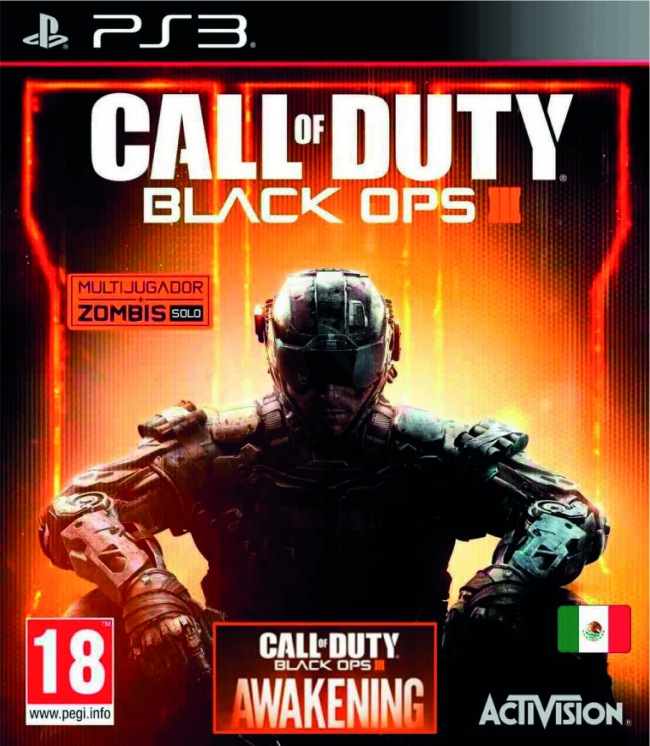 PS3
CALL OF DUTY
BLACK OPS III
MULTIJUGADOR
+
ZOMBIS SOLO
18
TM
www.pegi.info
CALL OF DUTY
BLACK OPS III
AWAKENING
ACTIVISION